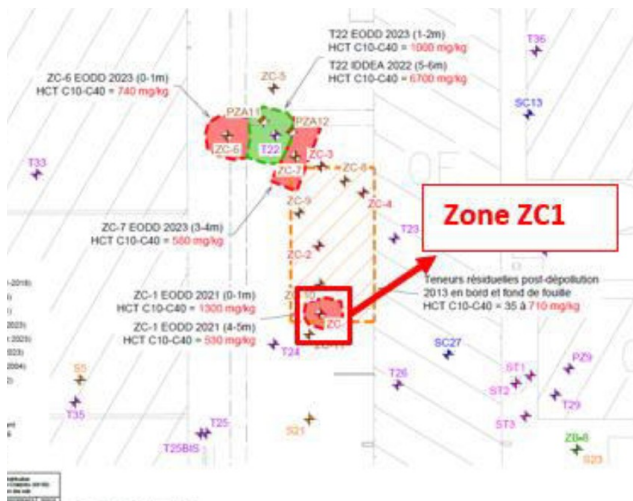 T22 EODD 2023 (1-2m)
HCT C10-C40 = 1000 mg/kg
T22 IDDEA 2022 (5-6m)
HCT C10-C40 = 6700 mg/kg
T36
ZC-6 EODD 2023 (0-1m)
HCT C10-C40 = 740 mg/kg
ZC-5
SC13
PZA11
PZA12
ZC-6
T22
ZC-3
T33
ZC-7
ZC-8
ZC-4
ZC-9
Zone ZC1
ZC-7 EODD 2023 (3-4m)
HCT C10-C40 = 580 mg/kg
T23
ZC-2
Teneurs résiduelles post-dépollution
2013 en bord et fond de fouille
HCT C10-C40 = 35 à 710 mg/kg
ZC-1 EODD 2021 (0-1m)
HCT C10-C40 = 1300 mg/kg
ZC-1 EODD 2021 (4-5m)
HCT C10-C40 = 530 mg/kg
T24
SC27
S5
T26
ST1
PZ9
ST2
T35
T29
T25
T25BIS
S21
ST3
ZB-8
S23